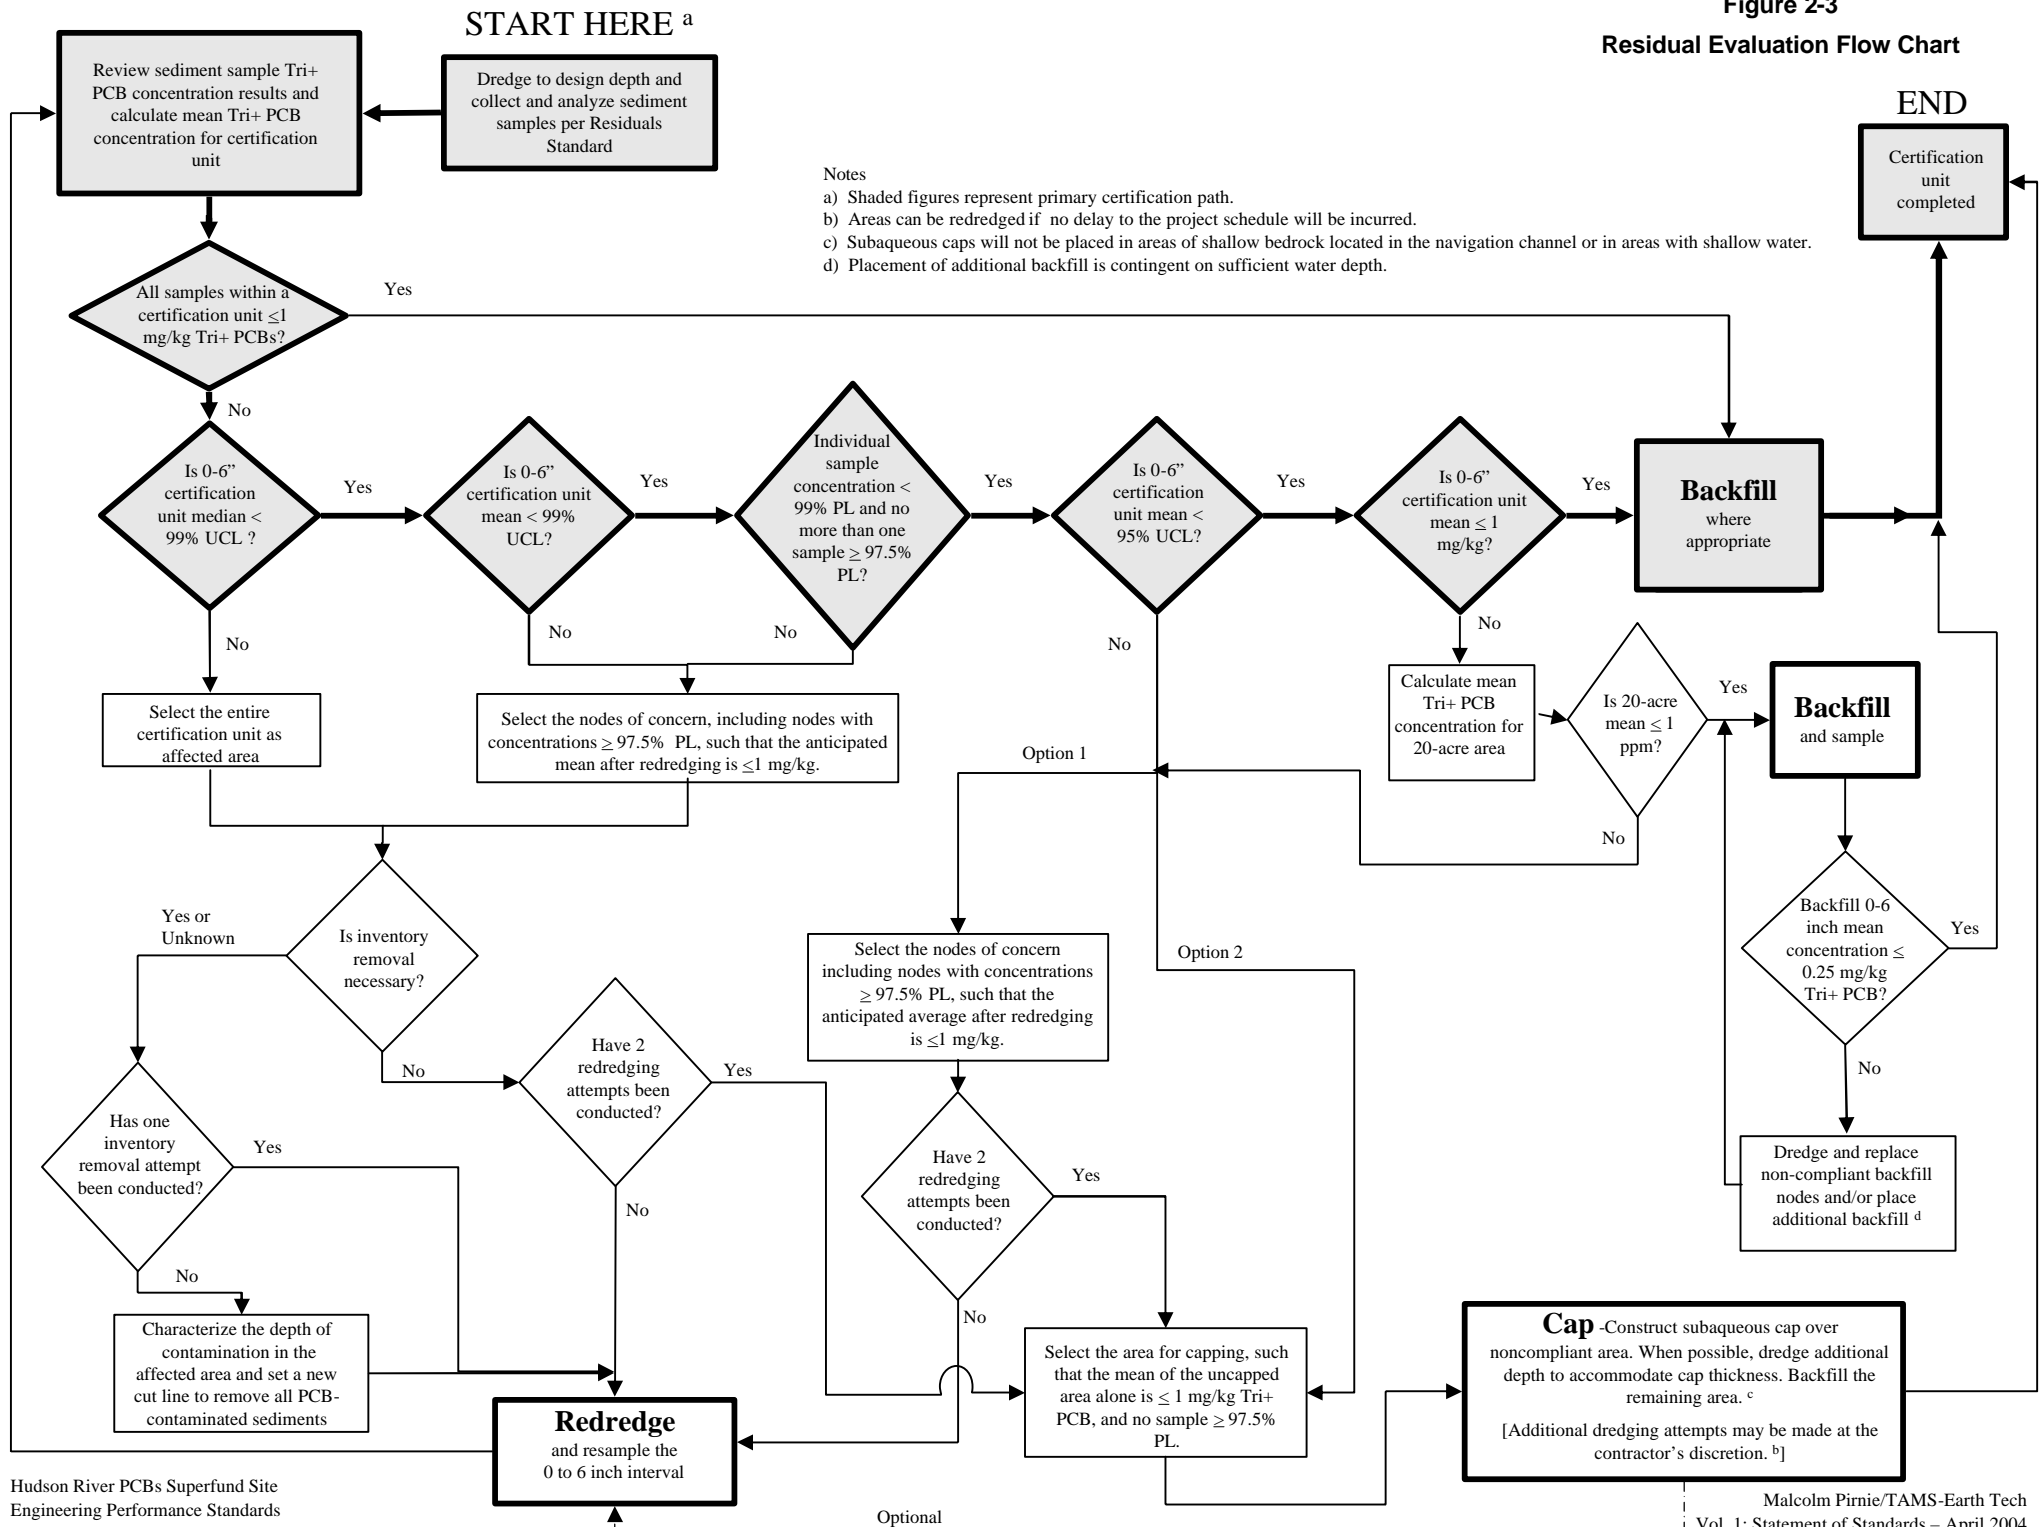 Figure 2-3
Residual Evaluation Flow Chart
START HERE a
Review sediment sample Tri+
PCB concentration results and
calculate mean Tri+ PCB
concentration for certification
unit
Dredge to design depth and
collect and analyze sediment
samples per Residuals
Standard
END
Certification
unit
completed
Notes
a) Shaded figures represent primary certification path.
b) Areas can be redredged if no delay to the project schedule will be incurred.
c) Subaqueous caps will not be placed in areas of shallow bedrock located in the navigation channel or in areas with shallow water.
d) Placement of additional backfill is contingent on sufficient water depth.
All samples within a
certification unit ≤1
mg/kg Tri+ PCBs?
Yes
No
Is 0-6”
certification
unit median <
99% UCL ?
Yes
No
Is 0-6”
certification unit
mean < 99%
UCL?
Yes
No
Individual
sample
concentration <
99% PL and no
more than one
sample ≥ 97.5%
PL?
Yes
No
Is 0-6”
certification
unit mean <
95% UCL?
Yes
No
Is 0-6”
certification unit
mean ≤ 1
mg/kg?
Yes
No
Backfill
where
appropriate
Select the entire
certification unit as
affected area
Select the nodes of concern, including nodes with
concentrations ≥ 97.5% PL, such that the anticipated
mean after redredging is ≤1 mg/kg.
Calculate mean
Tri+ PCB
concentration for
20-acre area
Is 20-acre
mean ≤ 1
ppm?
Yes
No
Backfill
and sample
Option 1
Option 2
Backfill 0-6
inch mean
concentration ≤
0.25 mg/kg
Tri+ PCB?
Yes
No
Dredge and replace
non-compliant backfill
nodes and/or place
additional backfill d
Is inventory
removal
necessary?
Yes or
Unknown
No
Select the nodes of concern
including nodes with concentrations
≥ 97.5% PL, such that the
anticipated average after redredging
is ≤1 mg/kg.
Have 2
redredging
attempts been
conducted?
Yes
No
Has one
inventory
removal attempt
been conducted?
Yes
No
Have 2
redredging
attempts been
conducted?
Yes
No
Characterize the depth of
contamination in the
affected area and set a new
cut line to remove all PCB-
contaminated sediments
Redredge
and resample the
0 to 6 inch interval
Select the area for capping, such
that the mean of the uncapped
area alone is ≤ 1 mg/kg Tri+
PCB, and no sample ≥ 97.5%
PL.
Cap -Construct subaqueous cap over
noncompliant area. When possible, dredge additional
depth to accommodate cap thickness. Backfill the
remaining area. c
[Additional dredging attempts may be made at the
contractor’s discretion. b]
Optional
Hudson River PCBs Superfund Site
Engineering Performance Standards
Malcolm Pirnie/TAMS-Earth Tech
Vol. 1: Statement of Standards – April 2004